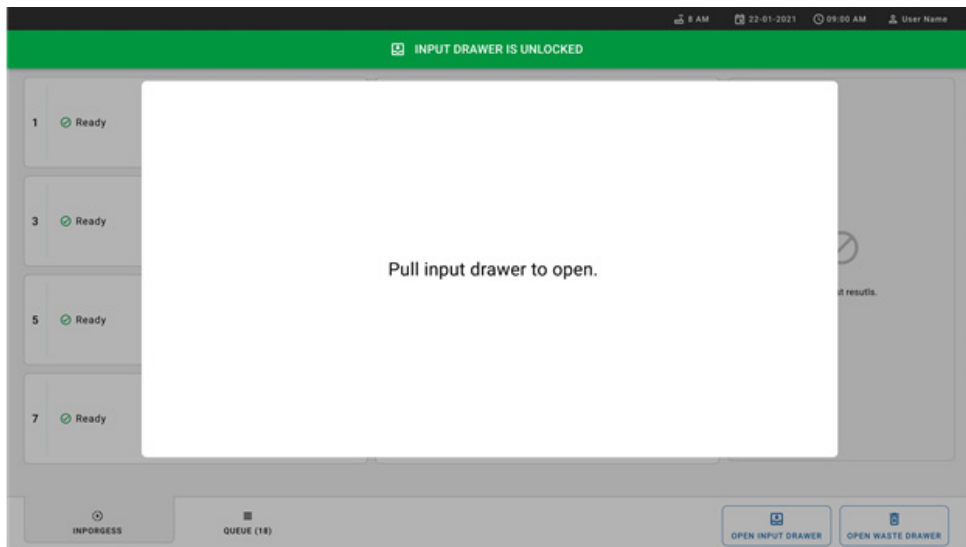 8 AM 22-01-2021 09:00 AM User Name
INPUT DRAWER IS UNLOCKED
1 Ready
3 Ready
Pull input drawer to open.
resutls.
5 Ready
7 Ready
INPORGESS QUEUE (18) OPEN INPUT DRAWER OPEN WASTE DRAWER